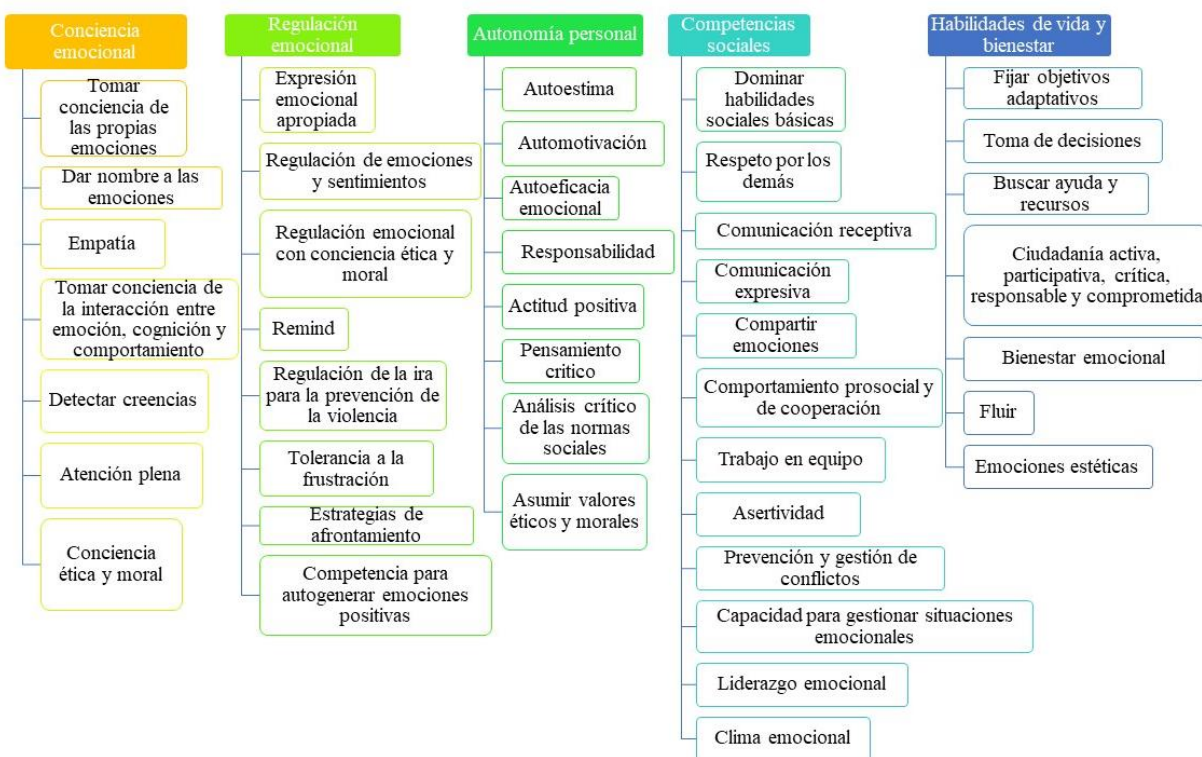 Conciencia
emocional
Tomar
conciencia de
las propias
emociones
Dar nombre a las
emociones
Empatía
Tomar conciencia de
la interacción entre
emoción, cognición y
comportamiento
Detectar creencias
Atención plena
Conciencia
ética y moral
Regulación
emocional
Expresión
emocional
apropiada
Regulación de emociones
y sentimientos
Regulación emocional
con conciencia ética y
moral
Remind
Regulación de la ira
para la prevención de
la violencia
Tolerancia a la
frustración
Estrategias de
afrontamiento
Competencia para
autogenerar emociones
positivas
Autonomía personal
Autoestima
Automotivación
Autoeficacia
emocional
Responsabilidad
Actitud positiva
Pensamiento
critico
Análisis crítico
de las normas
sociales
Asumir valores
éticos y morales
Competencias
sociales
Dominar
habilidades
sociales básicas
Respeto por los
demás
Comunicación receptiva
Comunicación
expresiva
Compartir
emociones
Comportamiento prosocial y
de cooperación
Trabajo en equipo
Asertividad
Prevención y gestión de
conflictos
Capacidad para gestionar situaciones
emocionales
Liderazgo emocional
Clima emocional
Habilidades de vida y
bienestar
Fijar objetivos
adaptativos
Toma de decisiones
Buscar ayuda y
recursos
Ciudadanía activa,
participativa, crítica,
responsable y comprometida
Bienestar emocional
Fluir
Emociones estéticas